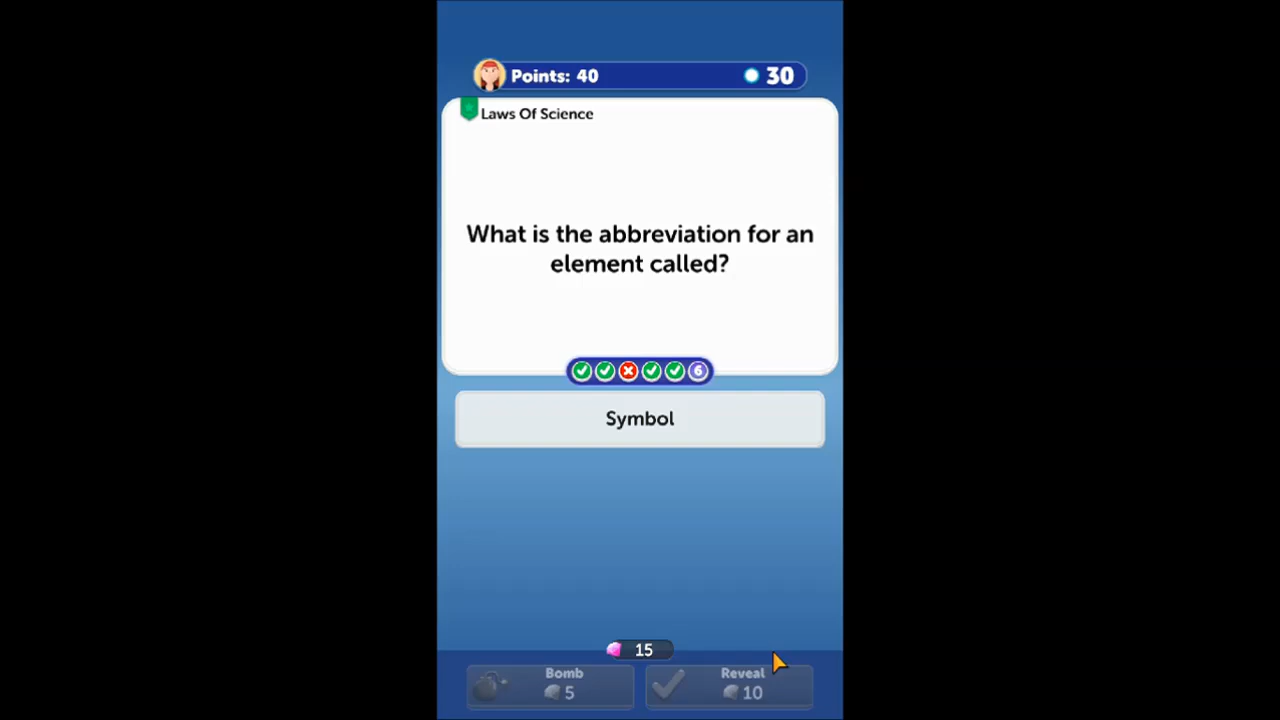 Points: 40
30
Laws Of Science
What is the abbreviation for an
element called?
6
Symbol
15
Bomb
5
Reveal
10